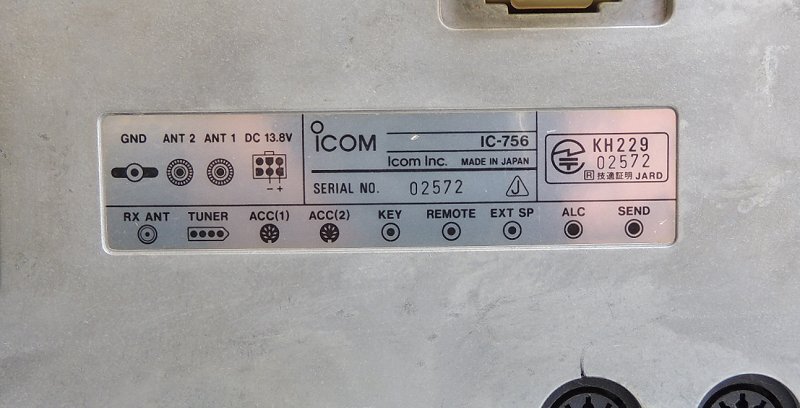 GND ANT 2 ANT 1 DC 13.8V
− +
ICOM
IC-756
Icom Inc. MADE IN JAPAN
SERIAL NO. 02572
J
KH229
02572
R 技適証明 JARD
RX ANT TUNER ACC(1) ACC(2) KEY REMOTE EXT SP ALC SEND